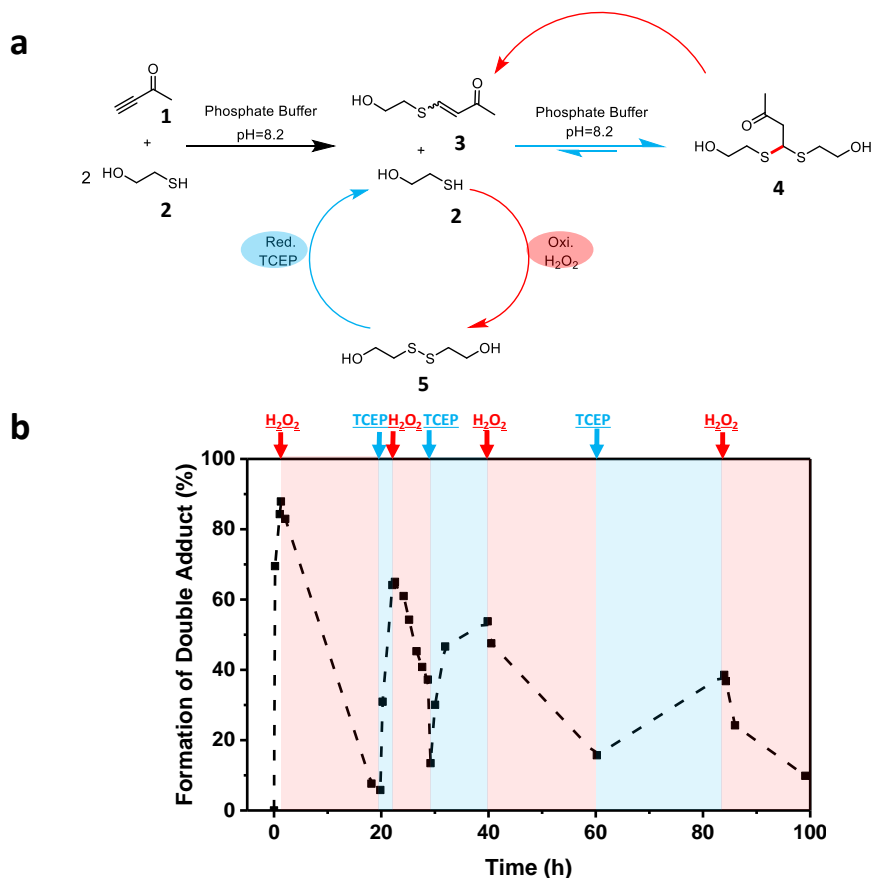 a
O
1
+
2 HO
SH
2
Phosphate Buffer
pH=8.2
HO
S
O
3
+
HO
SH
2
Phosphate Buffer
pH=8.2
O
HO
S
S
OH
4
Red.
TCEP
Oxi.
H₂O₂
HO
S
S
OH
5
b
H₂O₂ TCEP H₂O₂ TCEP H₂O₂ TCEP H₂O₂
Formation of Double Adduct (%)
100
80
60
40
20
0
0 20 40 60 80 100
Time (h)